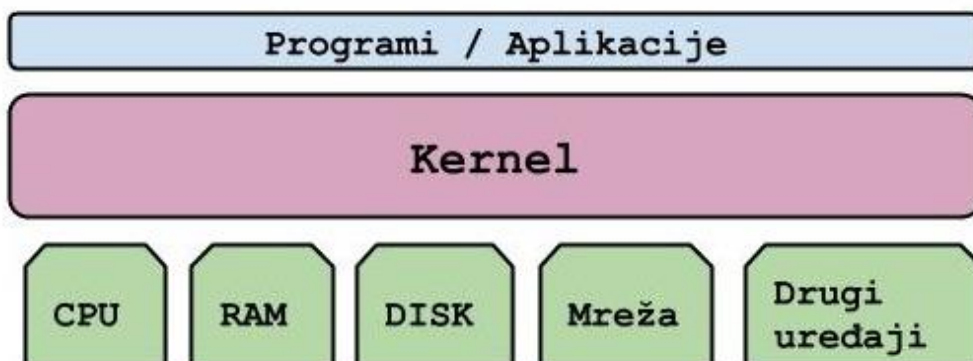 Programi / Aplikacije
Kernel
CPU
RAM
DISK
Mreža
Drugi
uređaji